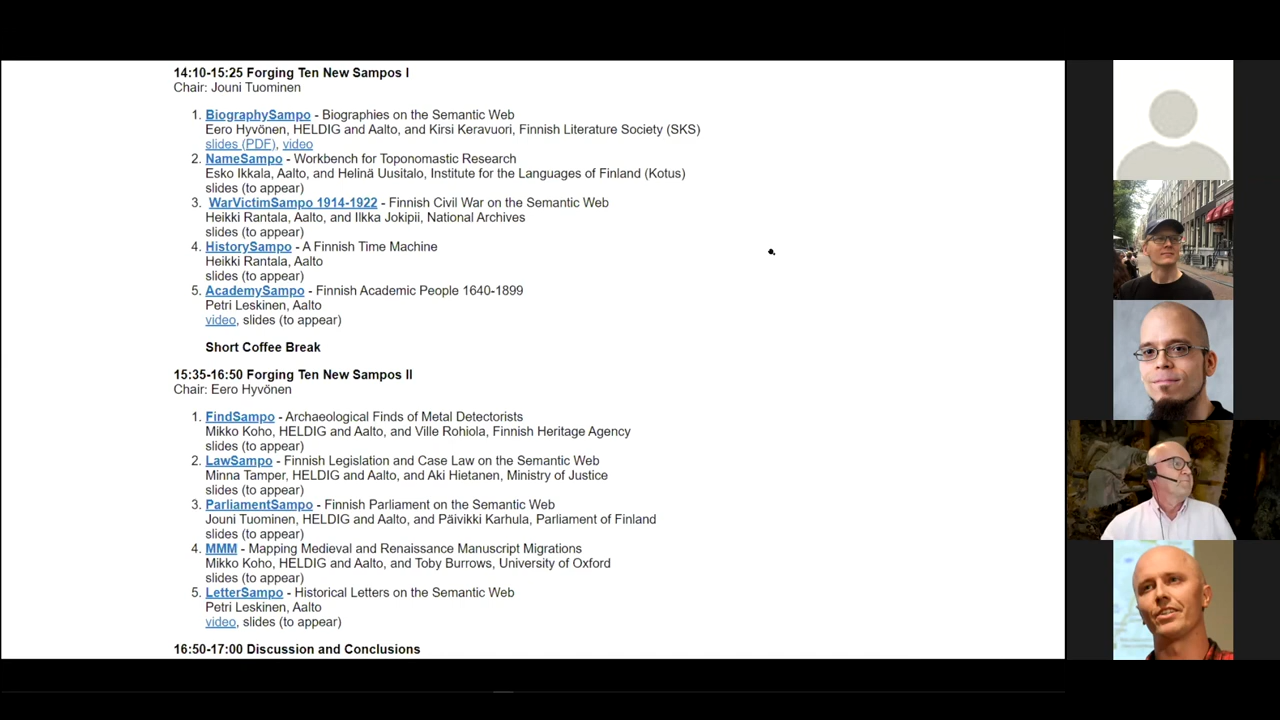 14:10-15:25 Forging Ten New Sampos I
Chair: Jouni Tuominen
1. BiographySampo - Biographies on the Semantic Web
Eero Hyvönen, HELDIG and Aalto, and Kirsi Keravuori, Finnish Literature Society (SKS)
slides (PDF), video
2. NameSampo - Workbench for Toponomastic Research
Esko Ikkala, Aalto, and Helinä Uusitalo, Institute for the Languages of Finland (Kotus)
slides (to appear)
3. WarVictimSampo 1914-1922 - Finnish Civil War on the Semantic Web
Heikki Rantala, Aalto, and Ilkka Jokipii, National Archives
slides (to appear)
4. HistorySampo - A Finnish Time Machine
Heikki Rantala, Aalto
slides (to appear)
5. AcademySampo - Finnish Academic People 1640-1899
Petri Leskinen, Aalto
video, slides (to appear)
Short Coffee Break
15:35-16:50 Forging Ten New Sampos II
Chair: Eero Hyvönen
1. FindSampo - Archaeological Finds of Metal Detectorists
Mikko Koho, HELDIG and Aalto, and Ville Rohiola, Finnish Heritage Agency
slides (to appear)
2. LawSampo - Finnish Legislation and Case Law on the Semantic Web
Minna Tamper, HELDIG and Aalto, and Aki Hietanen, Ministry of Justice
slides (to appear)
3. ParliamentSampo - Finnish Parliament on the Semantic Web
Jouni Tuominen, HELDIG and Aalto, and Päivikki Karhula, Parliament of Finland
slides (to appear)
4. MMM - Mapping Medieval and Renaissance Manuscript Migrations
Mikko Koho, HELDIG and Aalto, and Toby Burrows, University of Oxford
slides (to appear)
5. LetterSampo - Historical Letters on the Semantic Web
Petri Leskinen, Aalto
video, slides (to appear)
16:50-17:00 Discussion and Conclusions